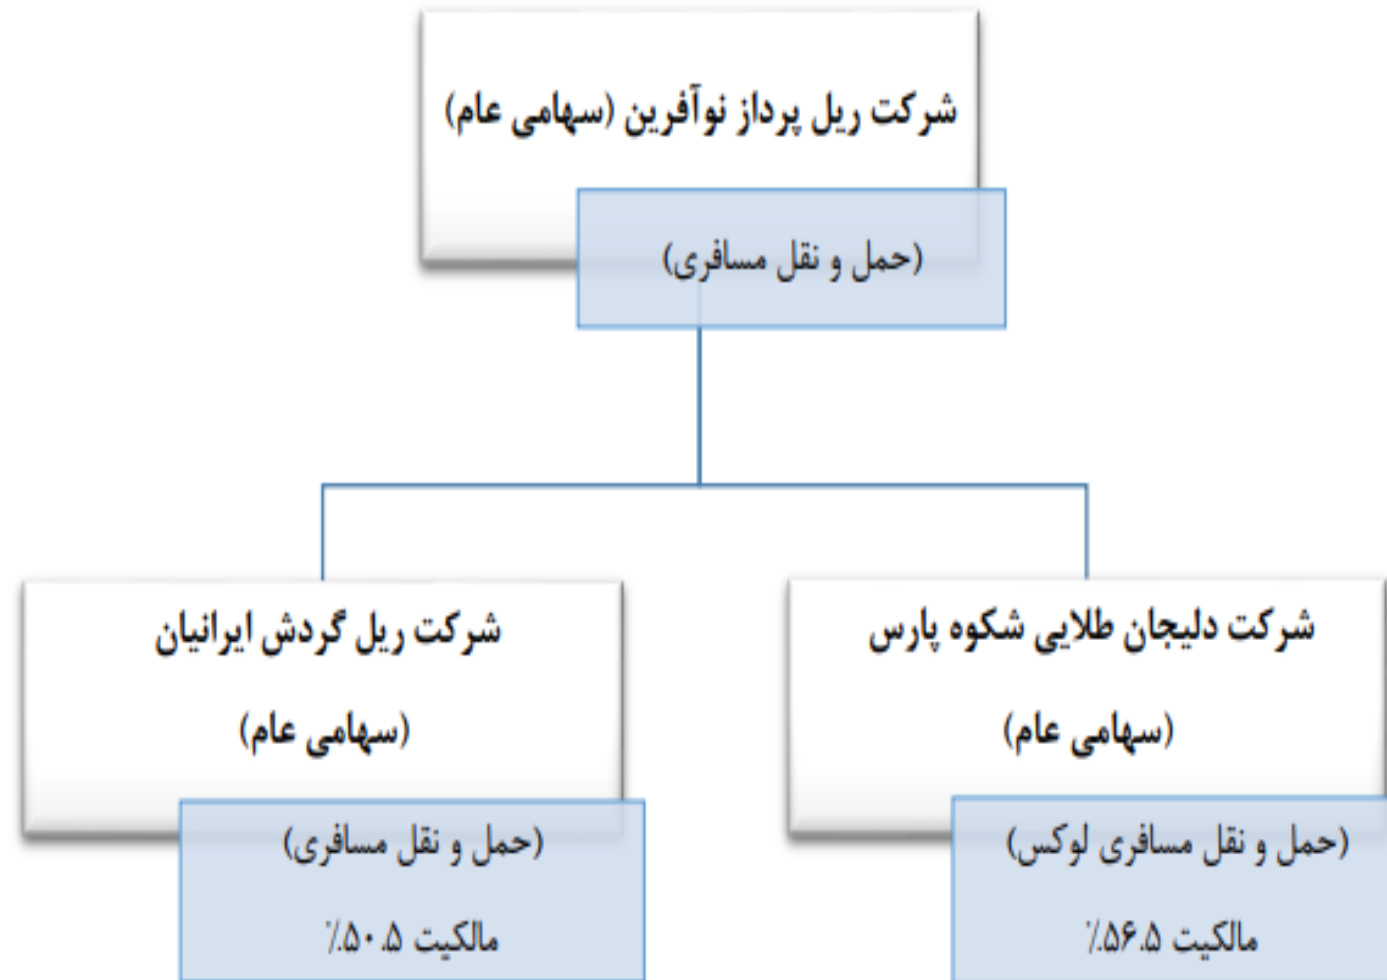 شرکت ریل پرداز نوآفرین (سهامی عام)
(حمل و نقل مسافری)
شرکت دلیجان طلایی شکوه پارس
(سهامی عام)
(حمل و نقل مسافری لوکس)
مالکیت ۵۶.۵٪
شرکت ریل گردش ایرانیان
(سهامی عام)
(حمل و نقل مسافری)
مالکیت ۵۰.۵٪